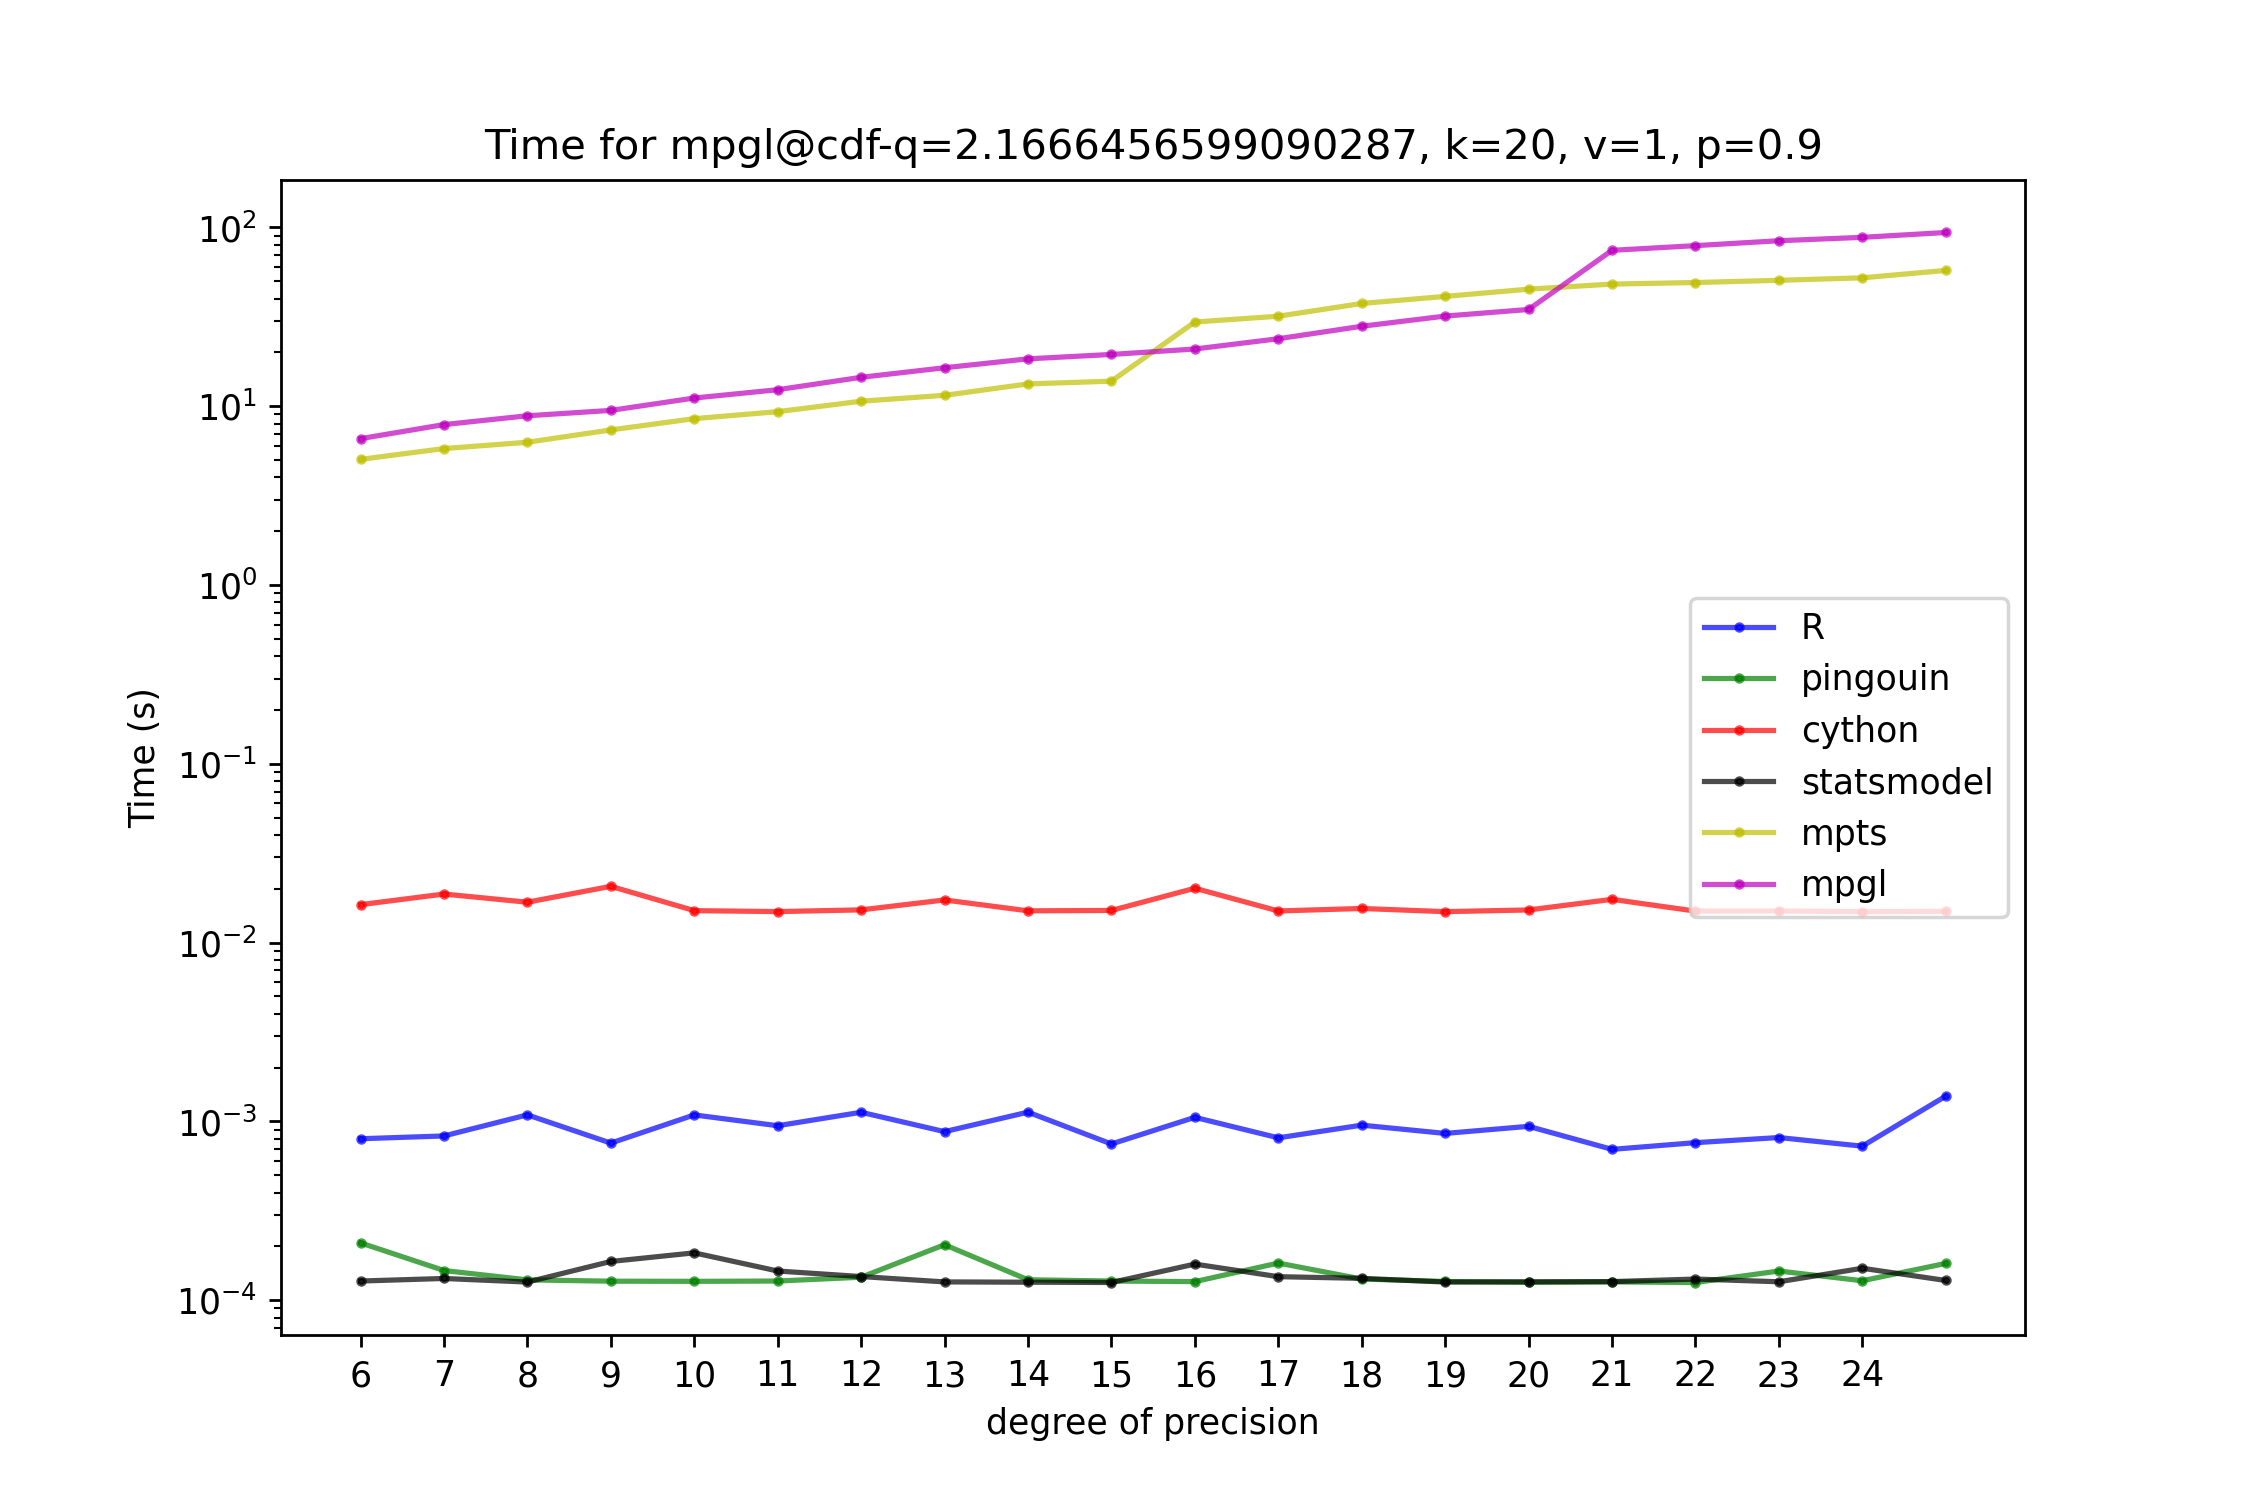 Time for mpgl@cdf-q=2.1666456599090287, k=20, v=1, p=0.9
10²
10¹
10⁰
10⁻¹
10⁻²
10⁻³
10⁻⁴
Time (s)
R
pingouin
cython
statsmodel
mpts
mpgl
6 7 8 9 10 11 12 13 14 15 16 17 18 19 20 21 22 23 24
degree of precision